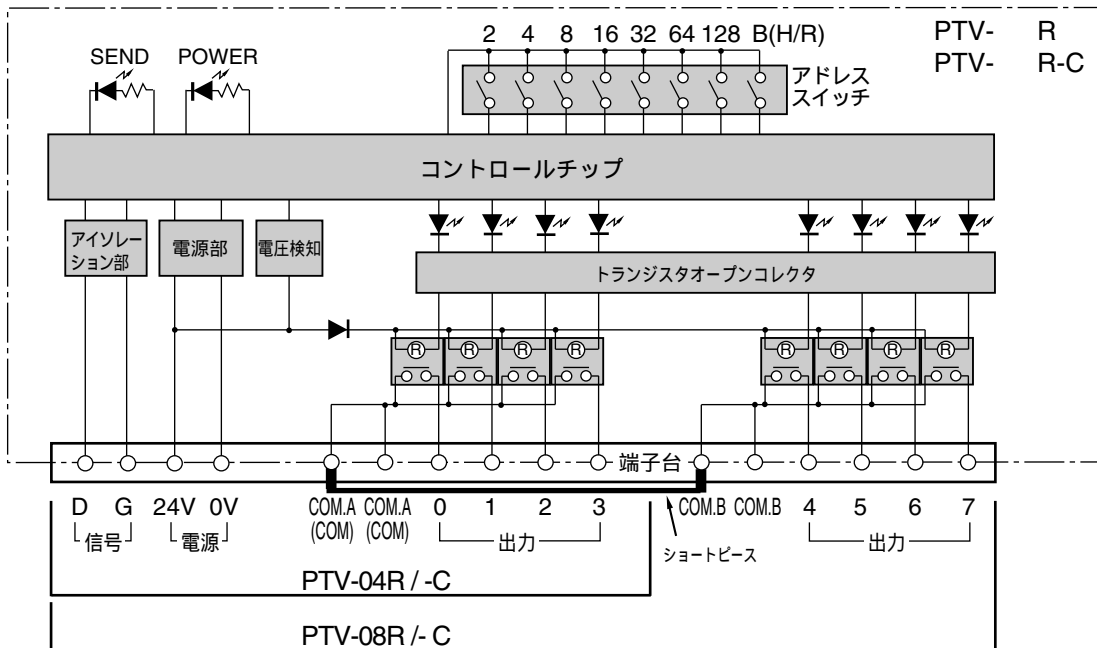 SEND POWER
2 4 8 16 32 64 128 B(H/R)
PTV- R
PTV- R-C
アドレス
スイッチ
コントロールチップ
アイソレー
ション部
電源部
電圧検知
トランジスタオープンコレクタ
R R R R R R R R
端子台
D G 24V 0V COM.A COM.A 0 1 2 3 COM.B COM.B 4 5 6 7
(COM) (COM)
信号 電源 出力 出力
ショートピース
PTV-04R / -C
PTV-08R /- C